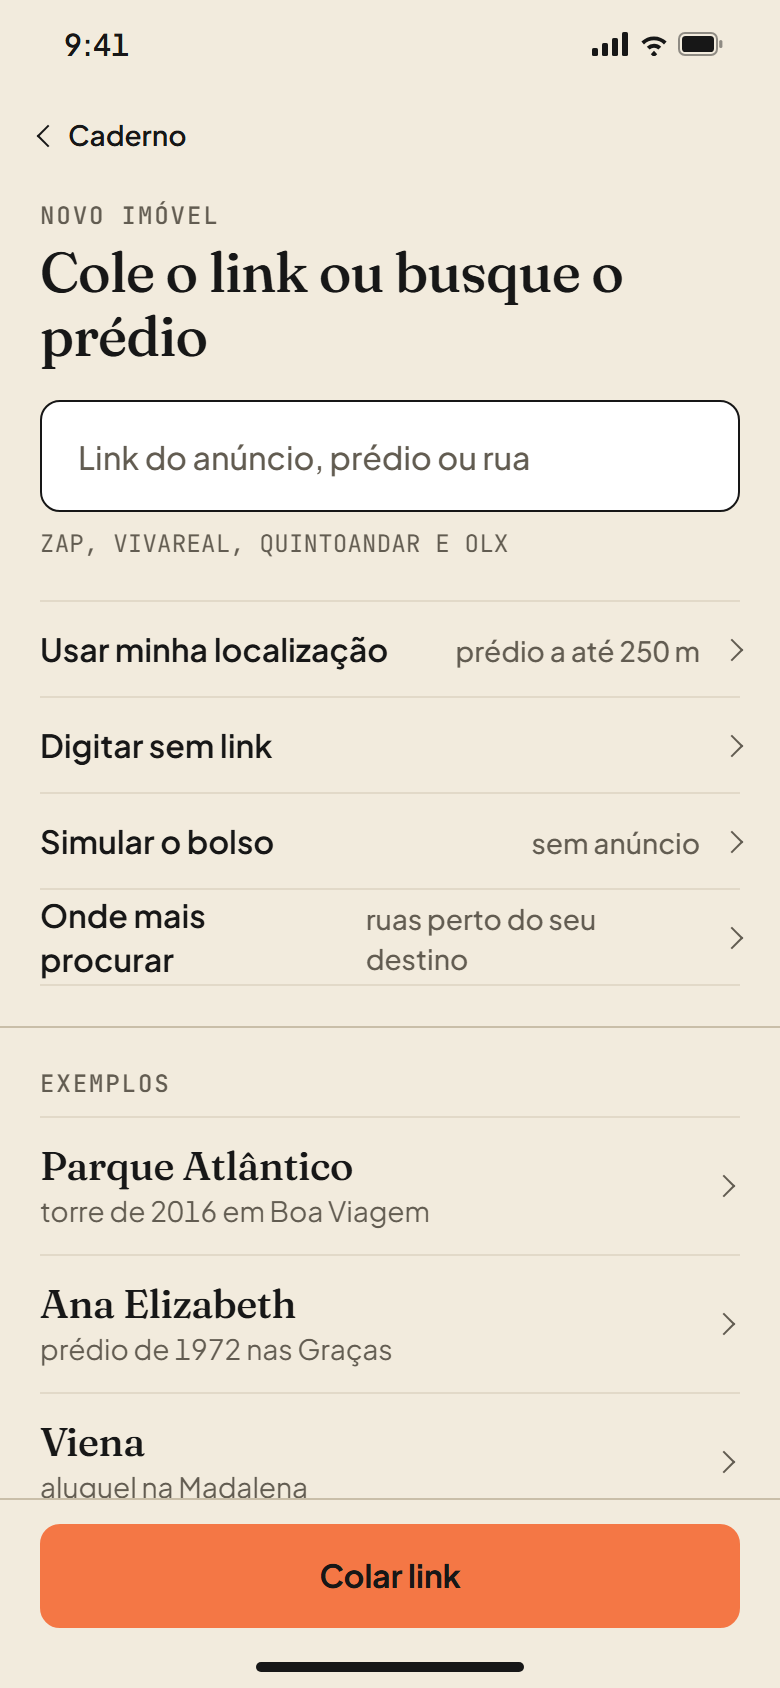 9:41
Caderno
NOVO IMÓVEL
Cole o link ou busque o
prédio
Link do anúncio, prédio ou rua
ZAP, VIVAREAL, QUINTOANDAR E OLX
Usar minha localização prédio a até 250 m
Digitar sem link
Simular o bolso sem anúncio
Onde mais
procurar
ruas perto do seu
destino
EXEMPLOS
Parque Atlântico
torre de 2016 em Boa Viagem
Ana Elizabeth
prédio de 1972 nas Graças
Viena
aluguel na Madalena
Colar link